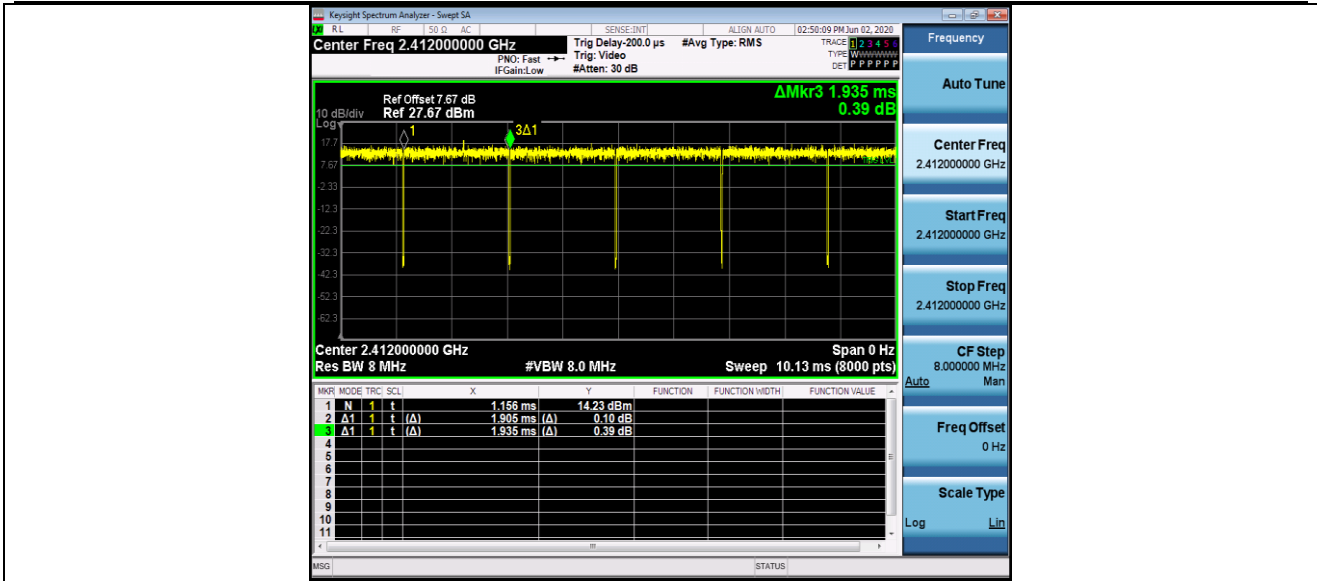 Keysight Spectrum Analyzer - Swept SA
RL RF 50 Ω AC SENSE:INT ALIGN AUTO 02:50:09 PM Jun 02, 2020
Center Freq 2.412000000 GHz
PNO: Fast
IFGain:Low
Trig Delay-200.0 µs
Trig: Video
#Atten: 30 dB
#Avg Type: RMS
TRACE 1 2 3 4 5 6
TYPE WWWWWW
DET P P P P P P
Frequency
Auto Tune
Center Freq
2.412000000 GHz
Start Freq
2.412000000 GHz
Stop Freq
2.412000000 GHz
CF Step
8.000000 MHz
Auto Man
Freq Offset
0 Hz
Scale Type
Log Lin
ΔMkr3 1.935 ms
0.39 dB
Ref Offset 7.67 dB
10 dB/div Ref 27.67 dBm
Log
1 3Δ1
17.7
7.67
-2.33
-12.3
-22.3
-32.3
-42.3
-52.3
-62.3
Center 2.412000000 GHz Span 0 Hz
Res BW 8 MHz #VBW 8.0 MHz Sweep 10.13 ms (8000 pts)
MKR MODE TRC SCL X Y FUNCTION FUNCTION WIDTH FUNCTION VALUE
1 N 1 t 1.156 ms 14.23 dBm
2 Δ1 1 t (Δ) 1.905 ms (Δ) 0.10 dB
3 Δ1 1 t (Δ) 1.935 ms (Δ) 0.39 dB
4
5
6
7
8
9
10
11
MSG STATUS